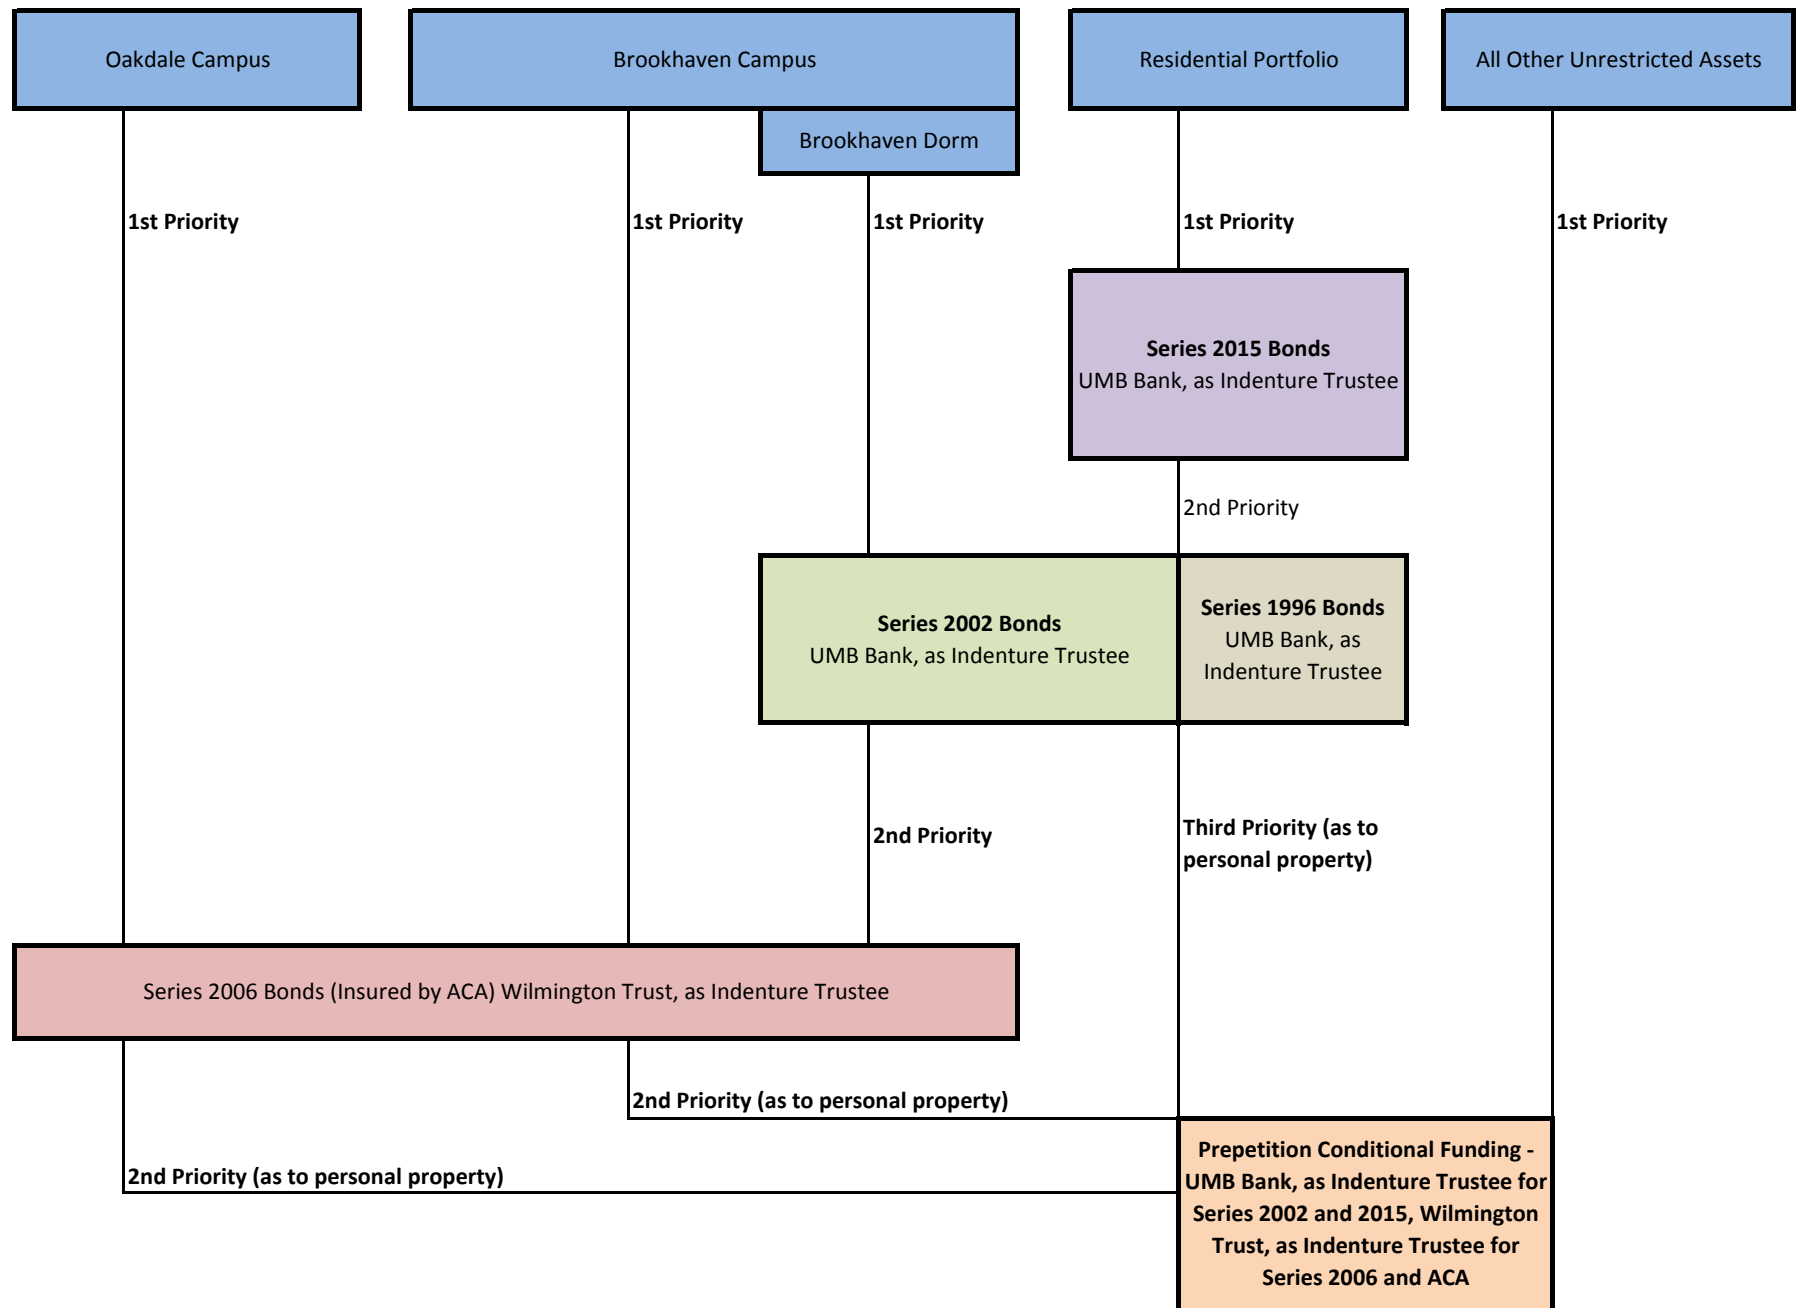 Oakdale Campus
Brookhaven Campus
Residential Portfolio
All Other Unrestricted Assets
Brookhaven Dorm
1st Priority
1st Priority
1st Priority
1st Priority
1st Priority
Series 2015 Bonds
UMB Bank, as Indenture Trustee
2nd Priority
Series 2002 Bonds
UMB Bank, as Indenture Trustee
Series 1996 Bonds
UMB Bank, as
Indenture Trustee
2nd Priority
Third Priority (as to
personal property)
Series 2006 Bonds (Insured by ACA) Wilmington Trust, as Indenture Trustee
2nd Priority (as to personal property)
2nd Priority (as to personal property)
Prepetition Conditional Funding -
UMB Bank, as Indenture Trustee for
Series 2002 and 2015, Wilmington
Trust, as Indenture Trustee for
Series 2006 and ACA